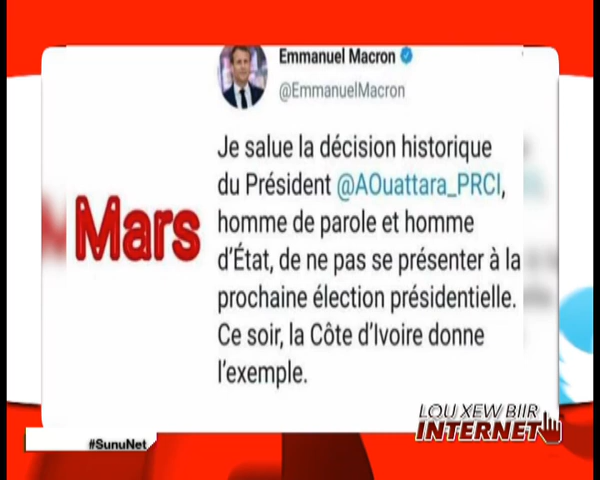 Emmanuel Macron
@EmmanuelMacron
Je salue la décision historique
du Président @AOuattara_PRCI,
homme de parole et homme
d'État, de ne pas se présenter à la
prochaine élection présidentielle.
Ce soir, la Côte d'Ivoire donne
l'exemple.
Mars
LOU XEW BIIR
INTERNET
#SunuNet